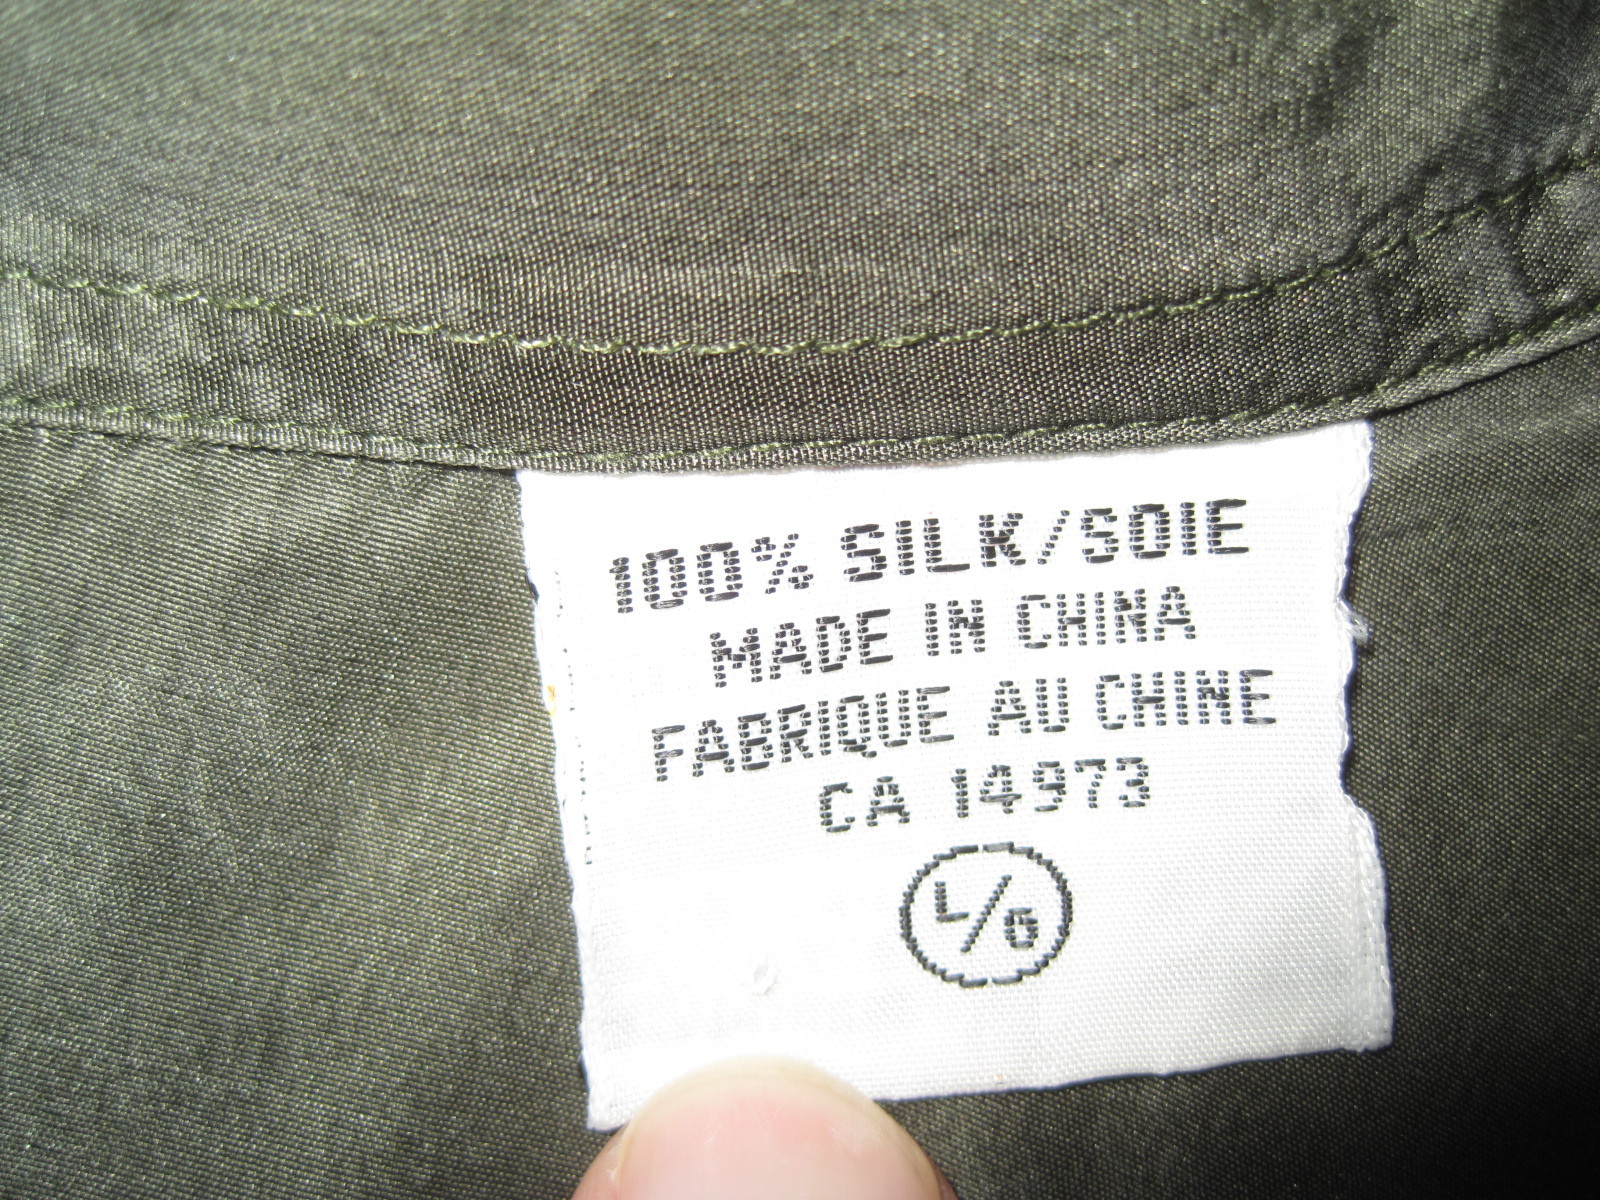 100% SILK/SOIE
MADE IN CHINA
FABRIQUE AU CHINE
CA 14973
L/G